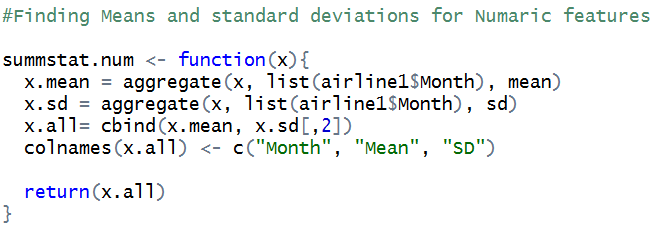 #Finding Means and standard deviations for Numaric features
summstat.num <- function(x){
x.mean = aggregate(x, list(airline1$Month), mean)
x.sd = aggregate(x, list(airline1$Month), sd)
x.all= cbind(x.mean, x.sd[,2])
colnames(x.all) <- c("Month", "Mean", "SD")
return(x.all)
}